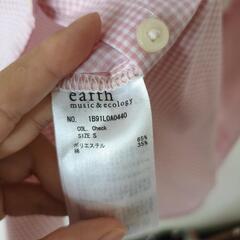 earth
music & ecology
NO. 1B91L0A0440
COL. Check
SIZE S
ポリエステル 65%
綿 35%